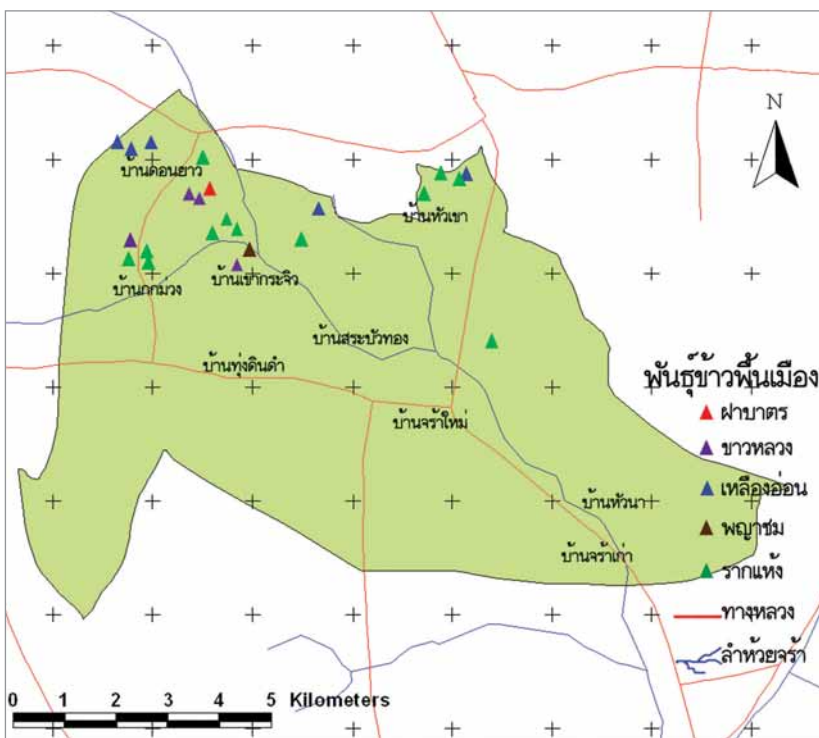 N
บ้านดอนยาว
บ้านหัวเขา
บ้านกกม่วง
บ้านเขากระจิว
บ้านสระบัวทอง
บ้านทุ่งดินดำ
บ้านจร้าใหม่
บ้านหัวนา
บ้านจร้าเก่า
พันธุ์ข้าวพื้นเมือง
ฝาบาตร
ขาวหลวง
เหลืองอ่อน
พญาชม
รากแห้ง
ทางหลวง
ลำห้วยจร้า
0 1 2 3 4 5 Kilometers